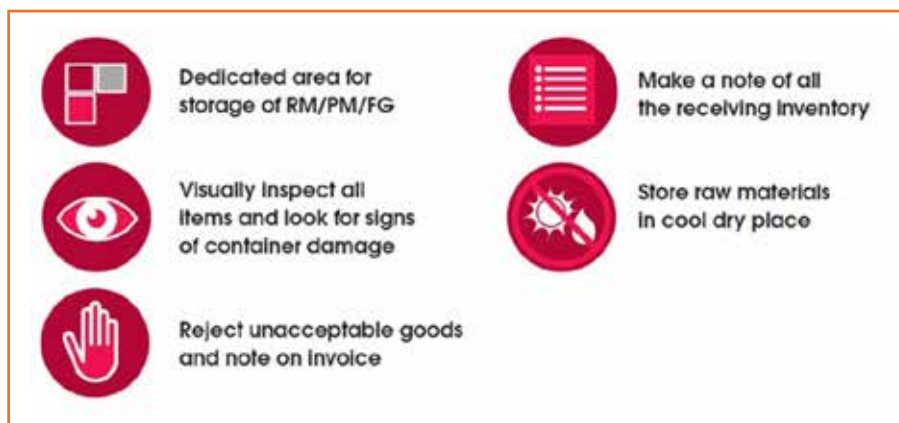 Dedicated area for
storage of RM/PM/FG
Visually inspect all
items and look for signs
of container damage
Reject unacceptable goods
and note on invoice
Make a note of all
the receiving inventory
Store raw materials
in cool dry place